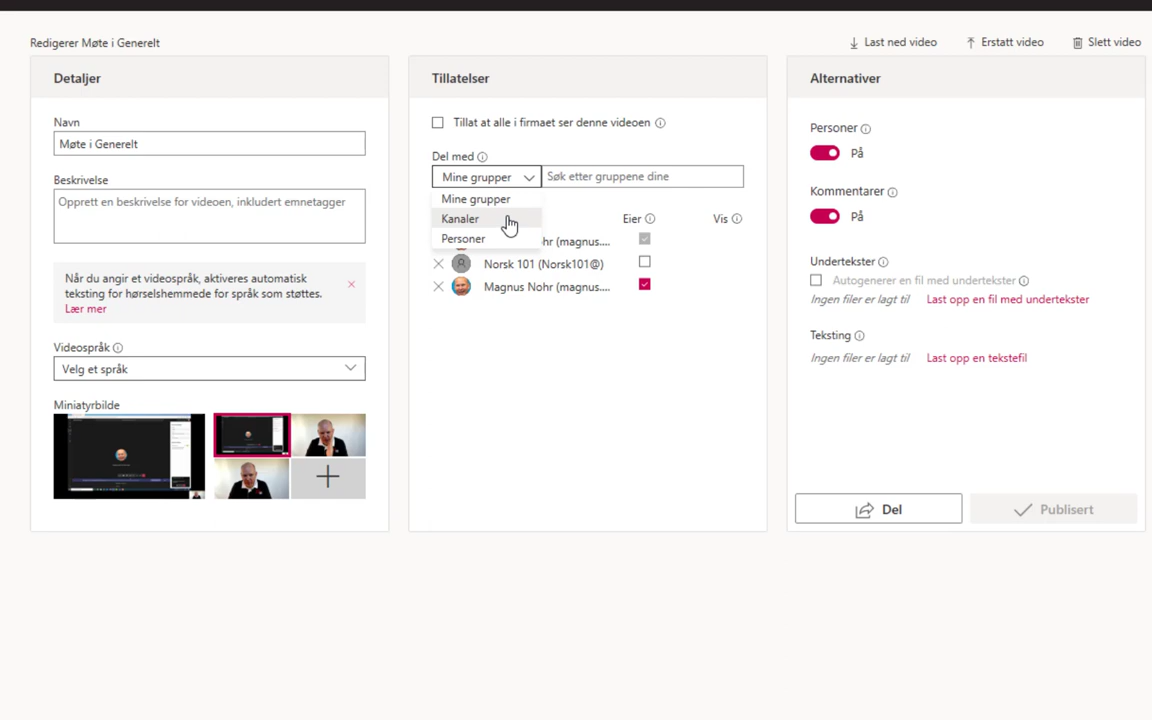 Redigerer Møte i Generelt
Last ned video
Erstatt video
Slett video
Detaljer
Navn
Møte i Generelt
Beskrivelse
Opprett en beskrivelse for videoen, inkludert emnetagger
Når du angir et videospråk, aktiveres automatisk
teksting for hørselshemmede for språk som støttes.
Lær mer
Videospråk
Velg et språk
Miniatyrbilde
Tillatelser
Tillat at alle i firmaet ser denne videoen
Del med
Mine grupper
Søk etter gruppene dine
Mine grupper
Kanaler
Personer
Eier
Vis
hr (magnus....
Norsk 101 (Norsk101@)
Magnus Nohr (magnus....
Alternativer
Personer
På
Kommentarer
På
Undertekster
Autogenerer en fil med undertekster
Ingen filer er lagt til Last opp en fil med undertekster
Teksting
Ingen filer er lagt til Last opp en tekstefil
Del
Publisert